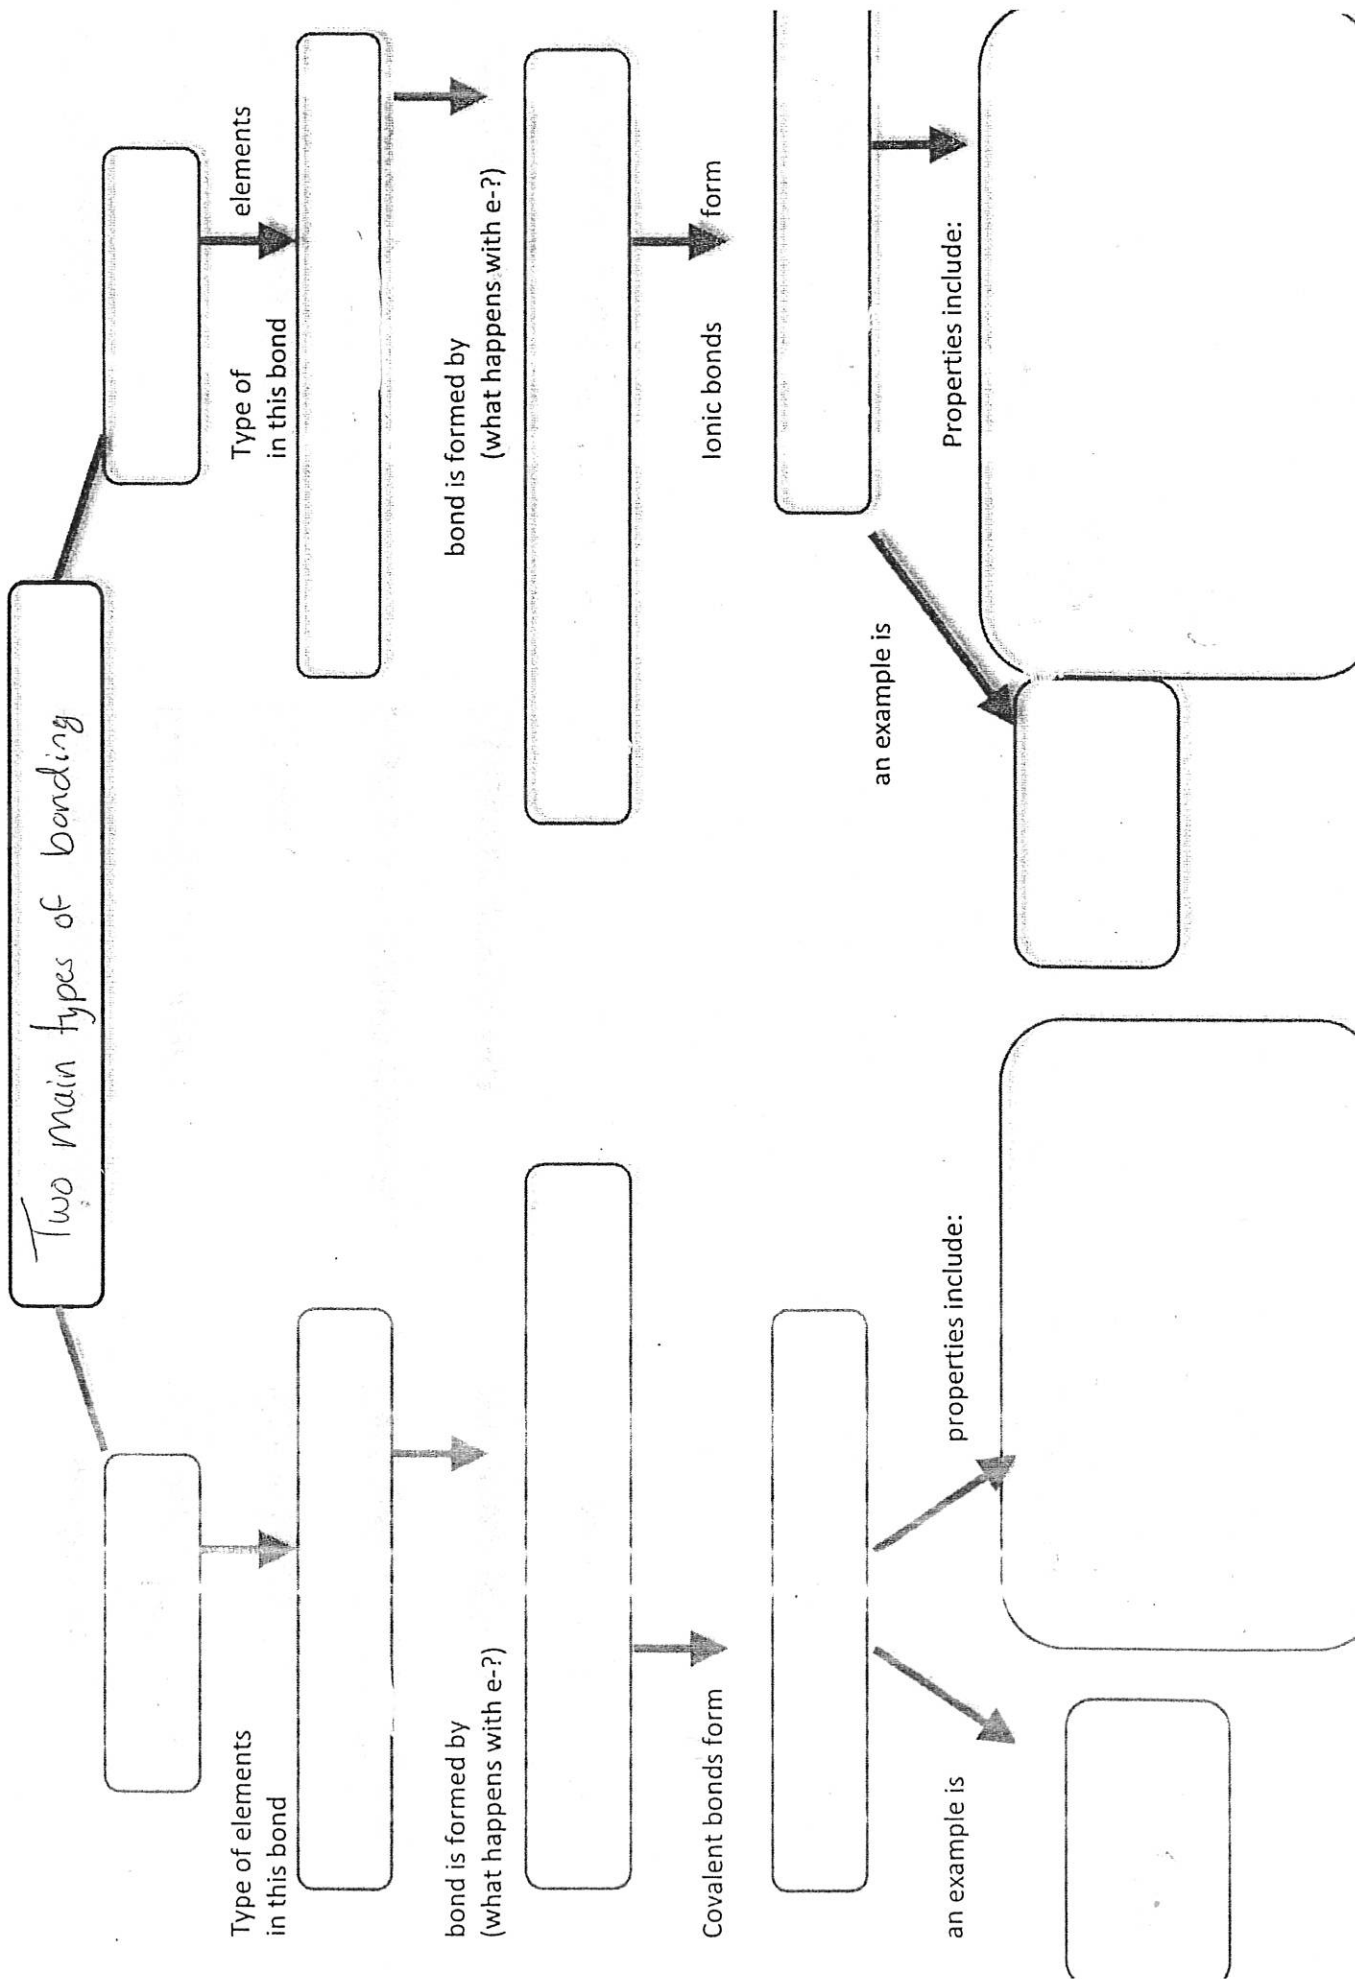 Two main types of bonding
Type of elements
in this bond
bond is formed by
(what happens with e-?)
Covalent bonds form
an example is
properties include:
Type of elements
in this bond
bond is formed by
(what happens with e-?)
Ionic bonds form
an example is
Properties include: